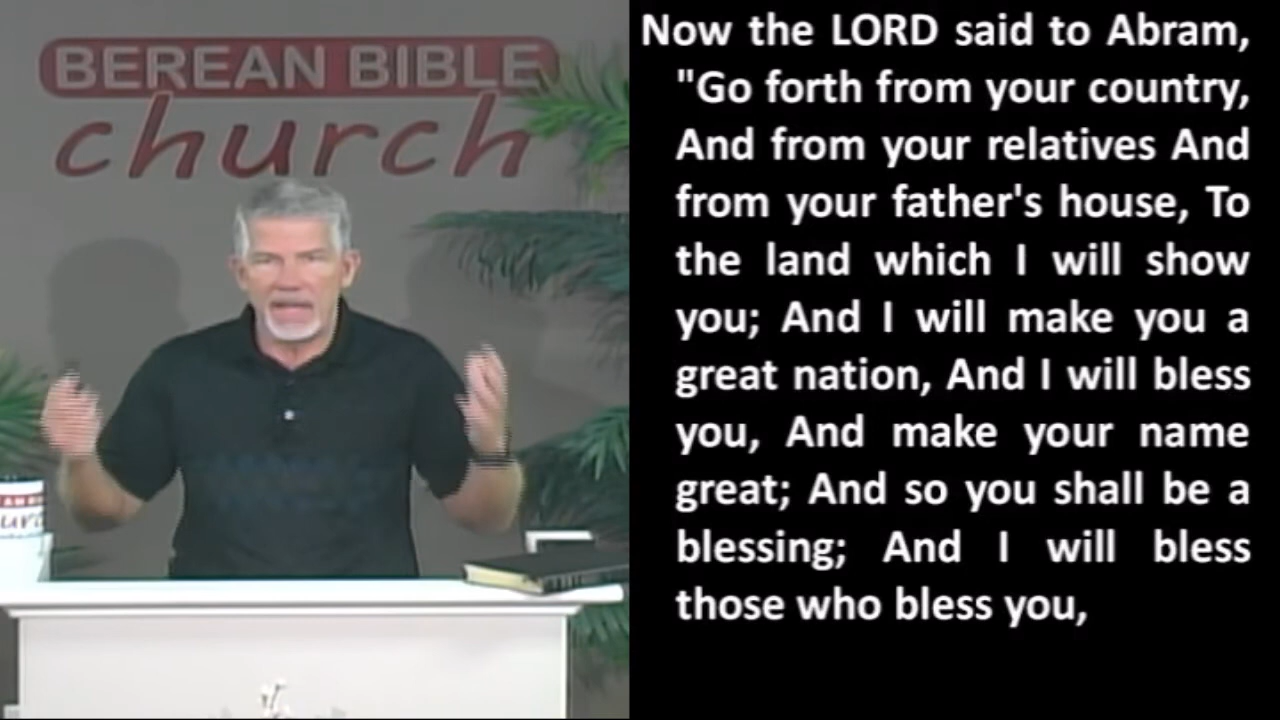 BEREAN BIBLE
church
Now the LORD said to Abram,
"Go forth from your country,
And from your relatives And
from your father's house, To
the land which I will show
you; And I will make you a
great nation, And I will bless
you, And make your name
great; And so you shall be a
blessing; And I will bless
those who bless you,